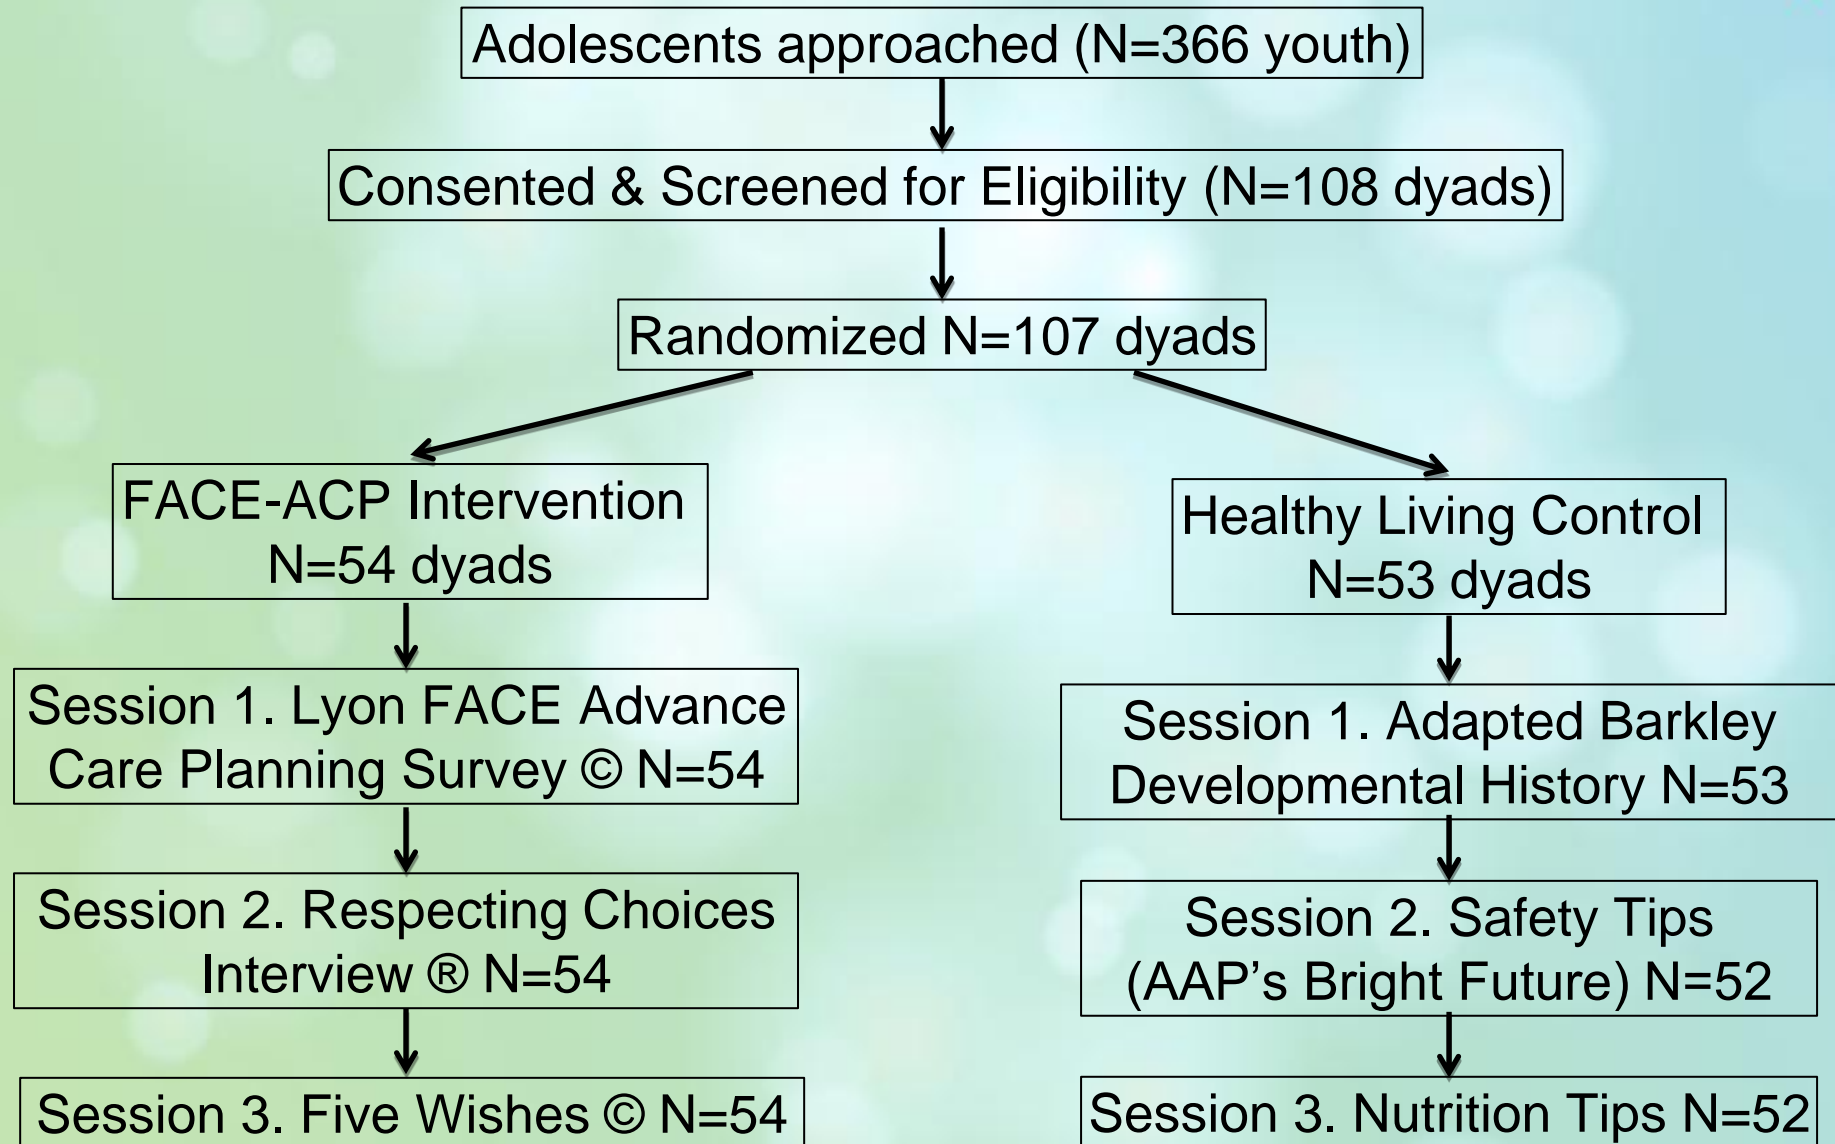 Adolescents approached (N=366 youth)
Consented & Screened for Eligibility (N=108 dyads)
Randomized N=107 dyads
FACE-ACP Intervention
N=54 dyads
Healthy Living Control
N=53 dyads
Session 1. Lyon FACE Advance
Care Planning Survey © N=54
Session 1. Adapted Barkley
Developmental History N=53
Session 2. Respecting Choices
Interview ® N=54
Session 2. Safety Tips
(AAP’s Bright Future) N=52
Session 3. Five Wishes © N=54
Session 3. Nutrition Tips N=52